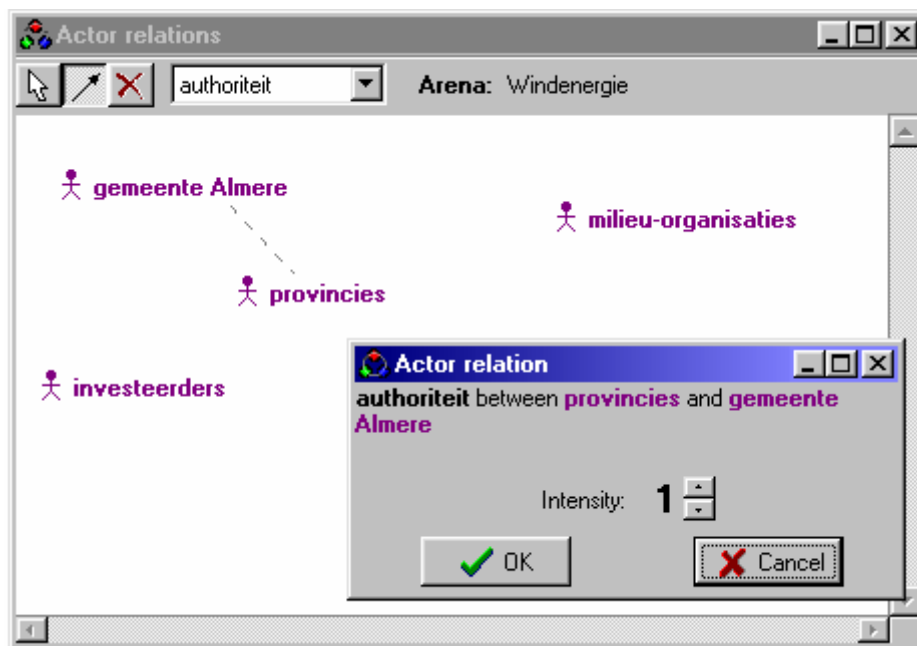 Actor relations
authoriteit Arena: Windenergie
gemeente Almere
milieu-organisaties
provincies
investeerders
Actor relation
authoriteit between provincies and gemeente
Almere
Intensity: 1
OK Cancel